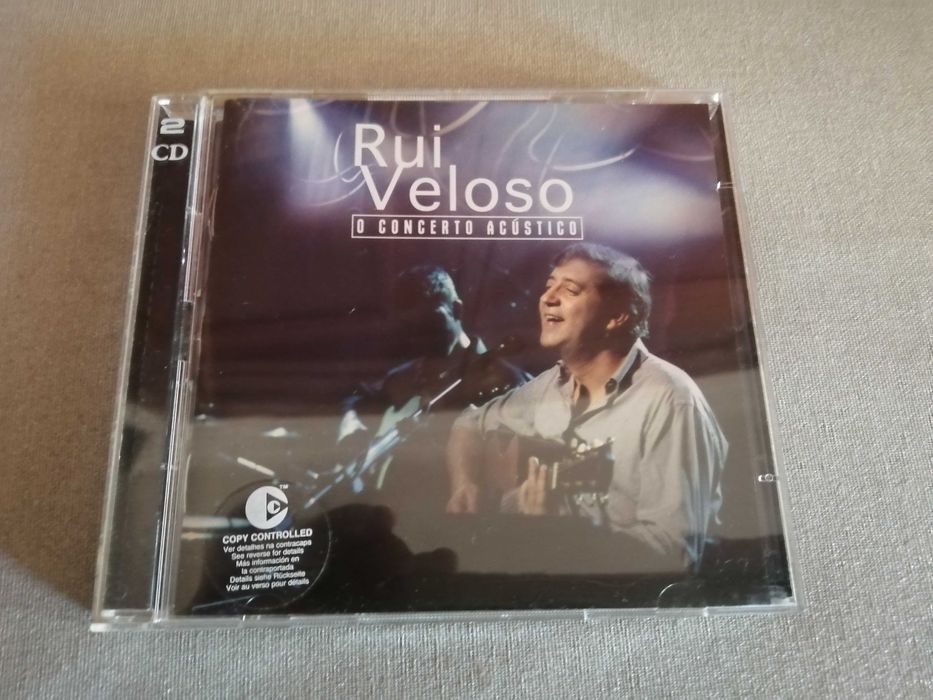 2
CD
Rui
Veloso
O CONCERTO ACÚSTICO
TM
COPY CONTROLLED
Ver detalhes na contracapa
See reverse for details
Más información en
la contraportada
Details siehe Rückseite
Voir au verso pour détails